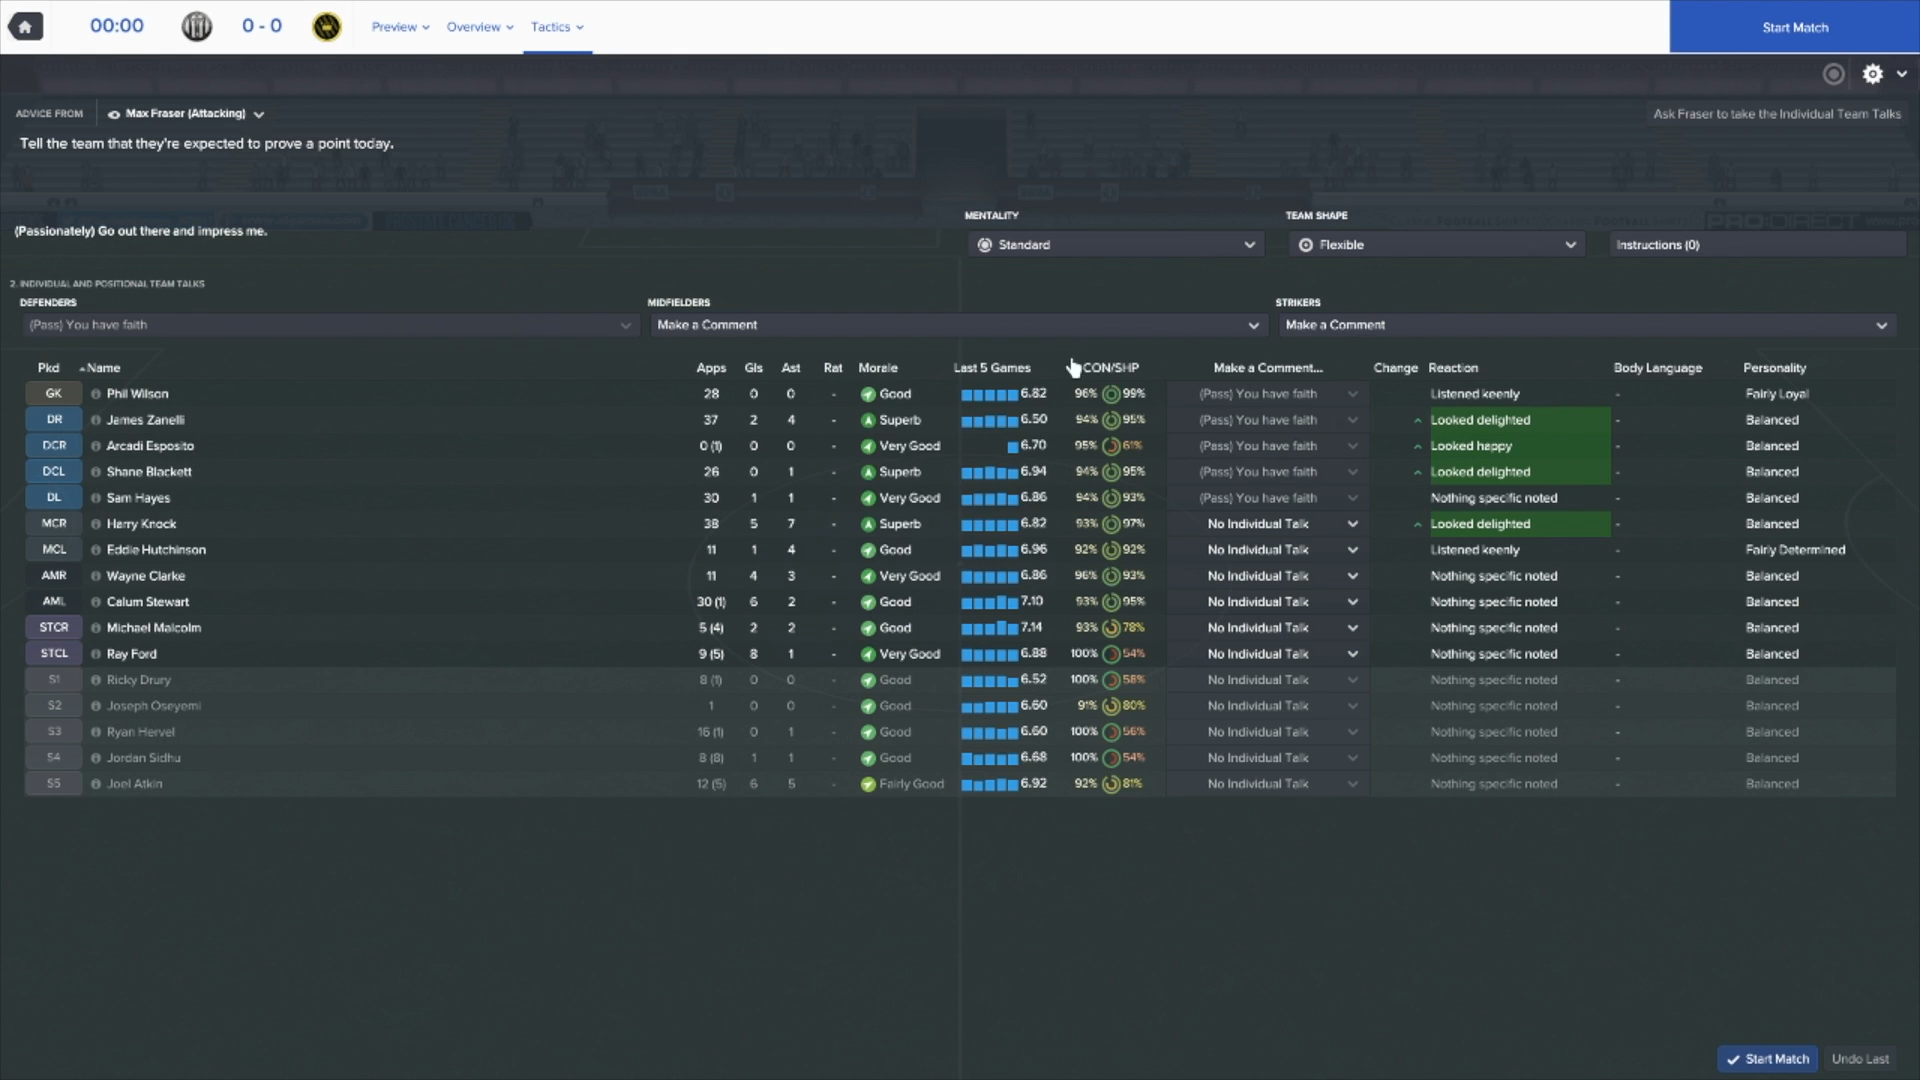 00:00 0 - 0 Preview Overview Tactics Start Match
ADVICE FROM Max Fraser (Attacking) Ask Fraser to take the Individual Team Talks
Tell the team that they're expected to prove a point today.
MENTALITY TEAM SHAPE
PRO:DIRECT
(Passionately) Go out there and impress me.
Standard Flexible Instructions (0)
2. INDIVIDUAL AND POSITIONAL TEAM TALKS
DEFENDERS MIDFIELDERS STRIKERS
(Pass) You have faith Make a Comment Make a Comment
Pkd Name Apps Gls Ast Rat Morale Last 5 Games CON/SHP Make a Comment... Change Reaction Body Language Personality
GK Phil Wilson 28 0 0 - Good 6.82 96% 99% (Pass) You have faith Listened keenly - Fairly Loyal
DR James Zanelli 37 2 4 - Superb 6.50 94% 95% (Pass) You have faith Looked delighted - Balanced
DCR Arcadi Esposito 0 (1) 0 0 - Very Good 6.70 95% 61% (Pass) You have faith Looked happy - Balanced
DCL Shane Blackett 26 0 1 - Superb 6.94 94% 95% (Pass) You have faith Looked delighted - Balanced
DL Sam Hayes 30 1 1 - Very Good 6.86 94% 93% (Pass) You have faith Nothing specific noted - Balanced
MCR Harry Knock 38 5 7 - Superb 6.82 93% 97% No Individual Talk Looked delighted - Balanced
MCL Eddie Hutchinson 11 1 4 - Good 6.96 92% 92% No Individual Talk Listened keenly - Fairly Determined
AMR Wayne Clarke 11 4 3 - Very Good 6.86 96% 93% No Individual Talk Nothing specific noted - Balanced
AML Calum Stewart 30 (1) 6 2 - Good 7.10 93% 95% No Individual Talk Nothing specific noted - Balanced
STCR Michael Malcolm 5 (4) 2 2 - Good 7.14 93% 78% No Individual Talk Nothing specific noted - Balanced
STCL Ray Ford 9 (5) 8 1 - Very Good 6.88 100% 54% No Individual Talk Nothing specific noted - Balanced
S1 Ricky Drury 8 (1) 0 0 - Good 6.52 100% 58% No Individual Talk Nothing specific noted - Balanced
S2 Joseph Oseyemi 1 0 0 - Good 6.60 91% 80% No Individual Talk Nothing specific noted - Balanced
S3 Ryan Hervel 16 (1) 0 1 - Good 6.60 100% 56% No Individual Talk Nothing specific noted - Balanced
S4 Jordan Sidhu 8 (8) 1 1 - Good 6.68 100% 54% No Individual Talk Nothing specific noted - Balanced
S5 Joel Atkin 12 (5) 6 5 - Fairly Good 6.92 92% 81% No Individual Talk Nothing specific noted - Balanced
Start Match Undo Last